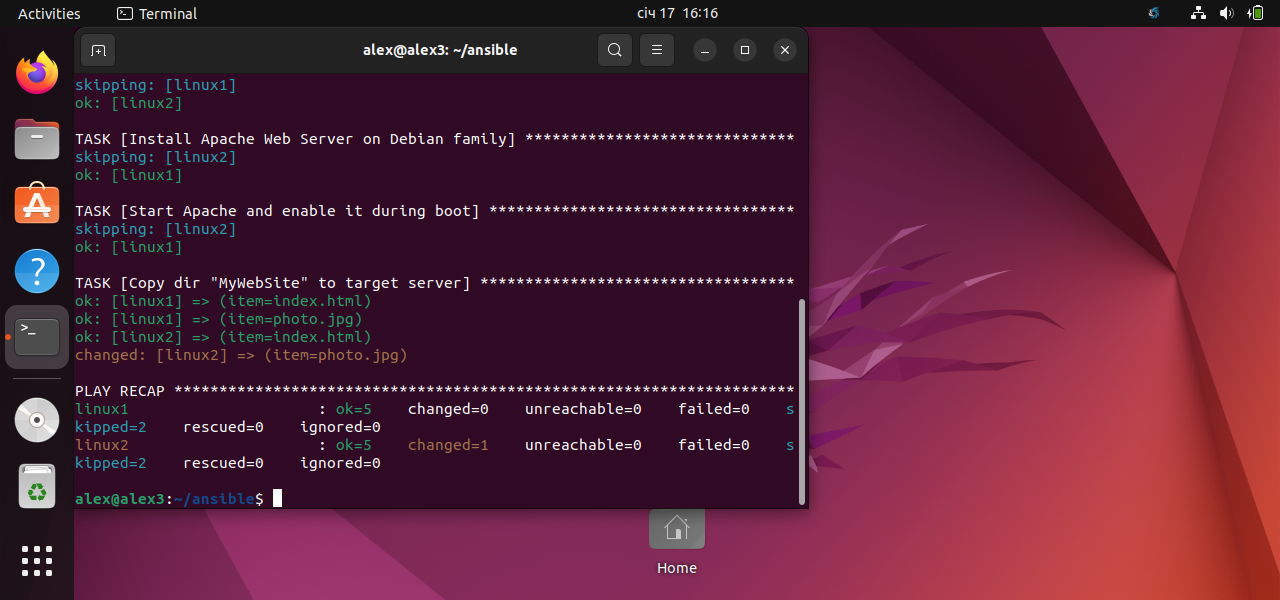 Activities Terminal січ 17 16:16
alex@alex3: ~/ansible
skipping: [linux1]
ok: [linux2]
TASK [Install Apache Web Server on Debian family] ******************************
skipping: [linux2]
ok: [linux1]
TASK [Start Apache and enable it during boot] **********************************
skipping: [linux2]
ok: [linux1]
TASK [Copy dir "MyWebSite" to target server] ***********************************
ok: [linux1] => (item=index.html)
ok: [linux1] => (item=photo.jpg)
ok: [linux2] => (item=index.html)
changed: [linux2] => (item=photo.jpg)
PLAY RECAP *********************************************************************
linux1                     : ok=5    changed=0    unreachable=0    failed=0    s
kipped=2    rescued=0    ignored=0
linux2                     : ok=5    changed=1    unreachable=0    failed=0    s
kipped=2    rescued=0    ignored=0
alex@alex3:~/ansible$
Home